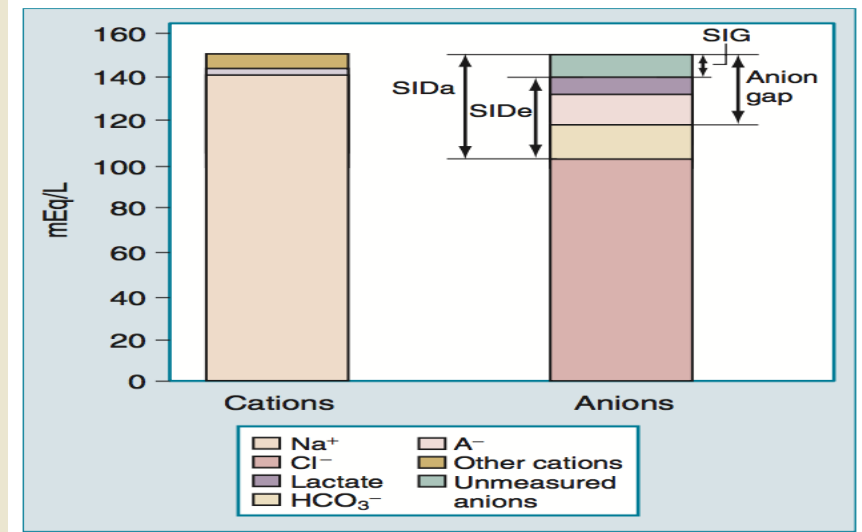 160
140
120
100
80
60
40
20
0
mEq/L
SIDa
SIDe
SIG
Anion
gap
Cations
Anions
Na⁺
Cl⁻
Lactate
HCO₃⁻
A⁻
Other cations
Unmeasured
anions